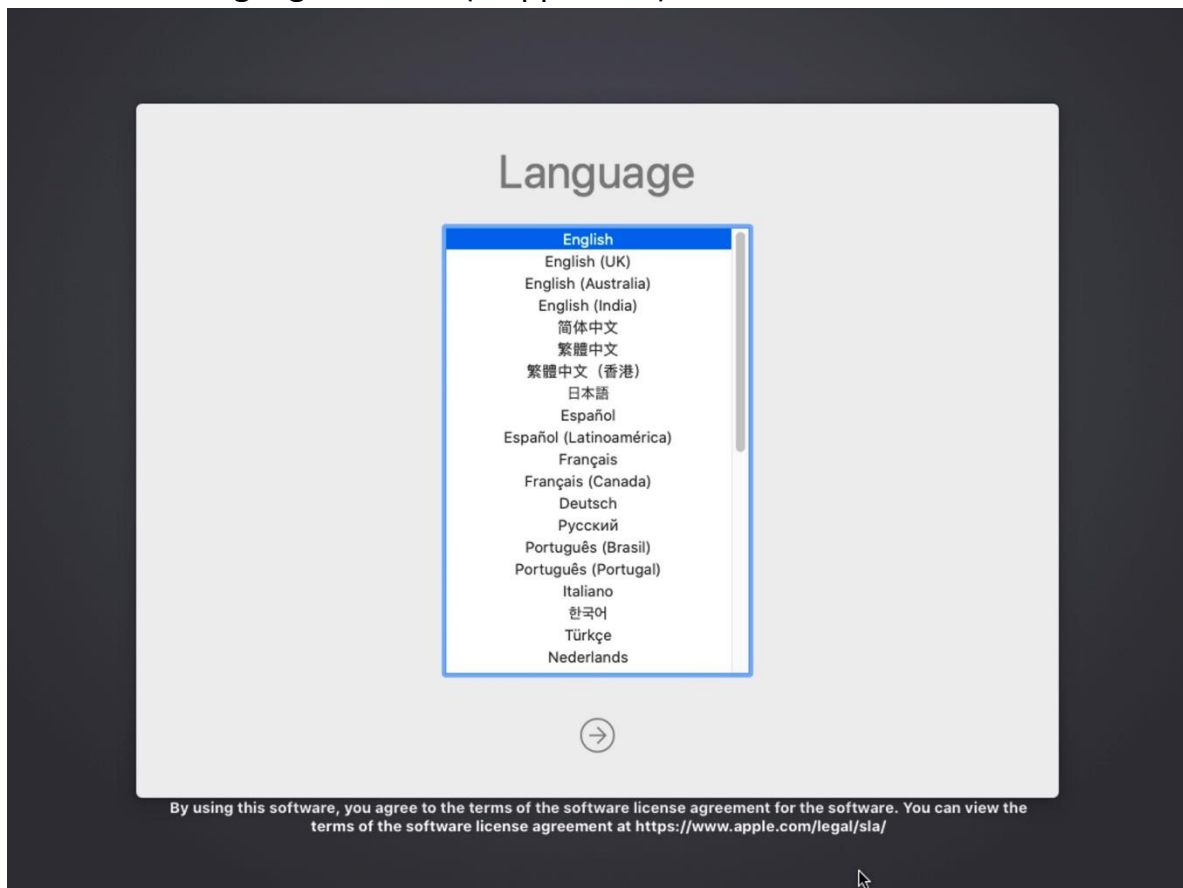 Language
English
English (UK)
English (Australia)
English (India)
简体中文
繁體中文
繁體中文（香港）
日本語
Español
Español (Latinoamérica)
Français
Français (Canada)
Deutsch
Русский
Português (Brasil)
Português (Portugal)
Italiano
한국어
Türkçe
Nederlands
By using this software, you agree to the terms of the software license agreement for the software. You can view the
terms of the software license agreement at https://www.apple.com/legal/sla/